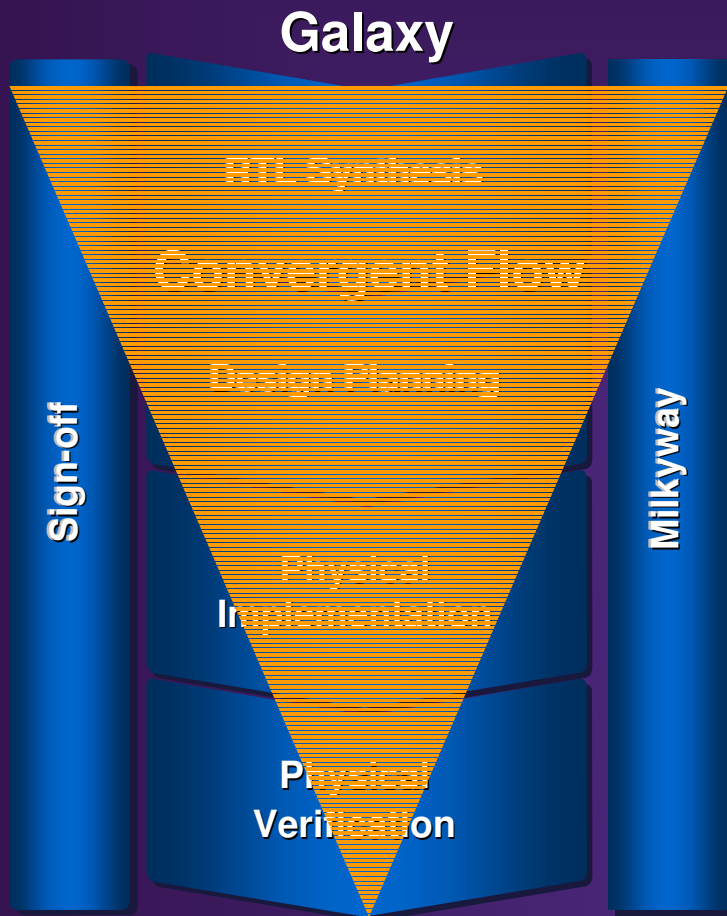 Galaxy
RTL Synthesis
Convergent Flow
Design Planning
Sign-off
Milkyway
Physical
Implementation
Physical
Verification